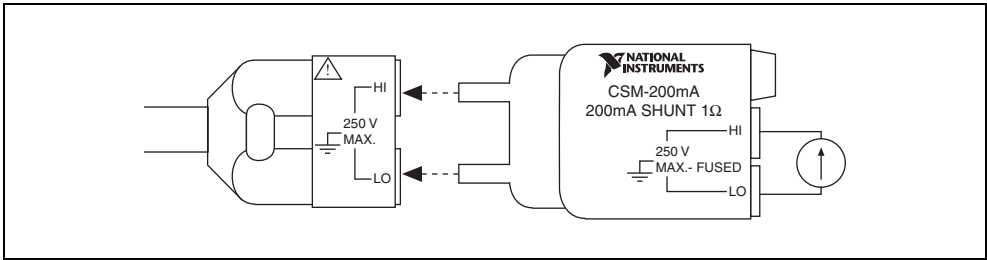 !
HI
250 V
MAX.
LO
NATIONAL
INSTRUMENTS
CSM-200mA
200mA SHUNT 1Ω
HI
250 V
MAX.- FUSED
LO